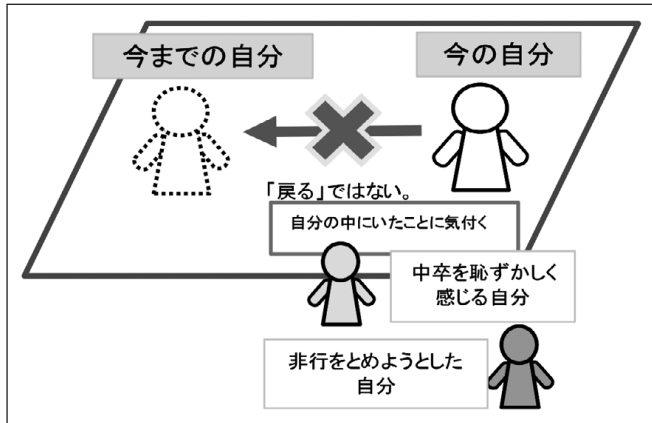 今までの自分
今の自分
「戻る」ではない。
自分の中にいたことに気付く
中卒を恥ずかしく
感じる自分
非行をとめようとした
自分